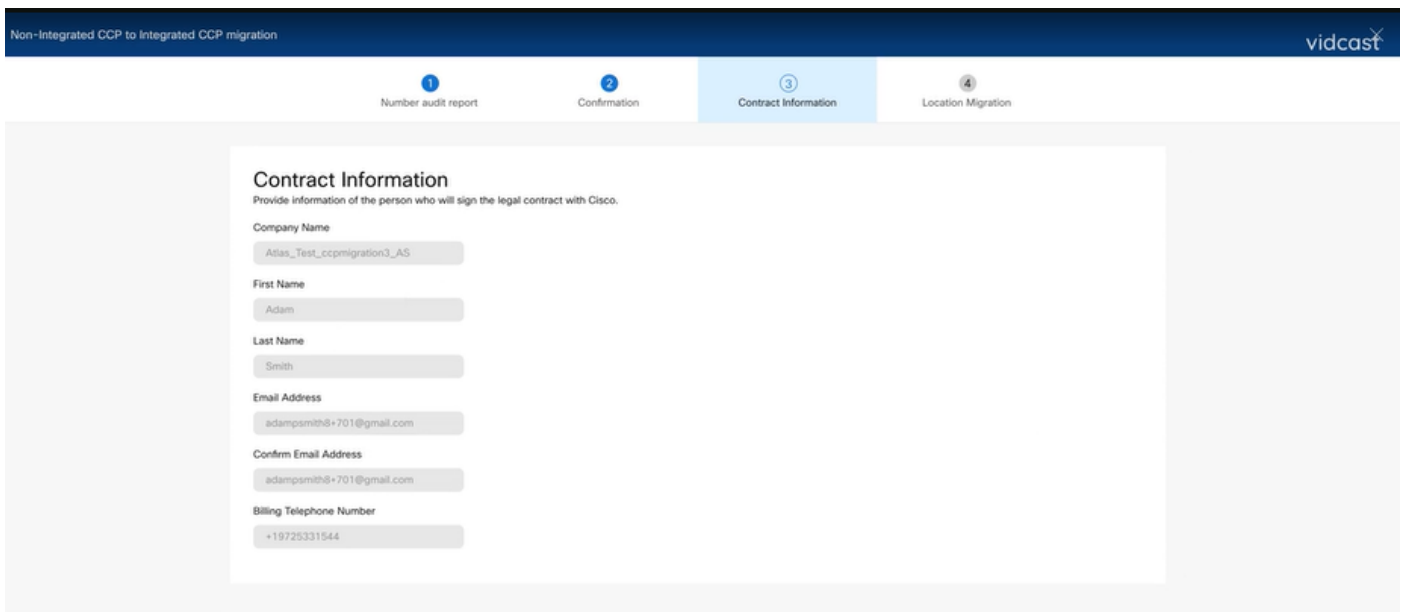 Non-Integrated CCP to Integrated CCP migration
vidcast
1
2
3
4
Number audit report
Confirmation
Contract Information
Location Migration
Contract Information
Provide information of the person who will sign the legal contract with Cisco.
Company Name
Atlas_Test_ccpmigration3_AS
First Name
Adam
Last Name
Smith
Email Address
adampsmith8+701@gmail.com
Confirm Email Address
adampsmith8+701@gmail.com
Billing Telephone Number
+19725331544